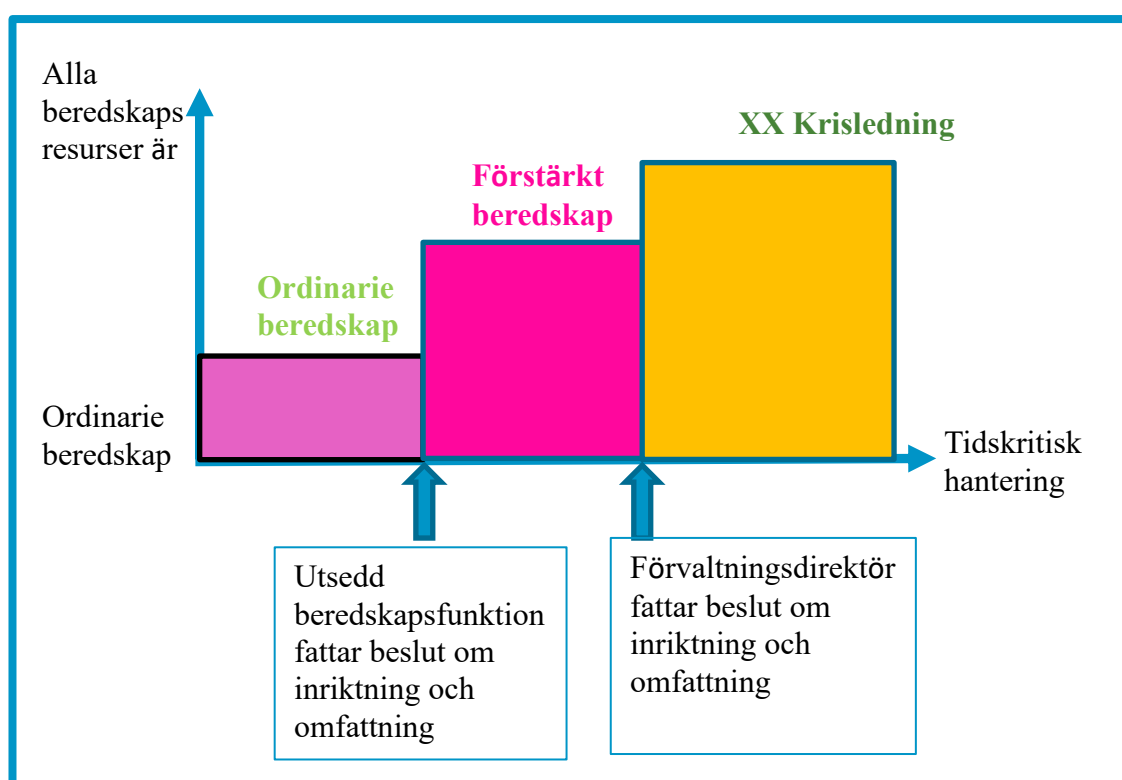 Alla
beredskaps
resurser är
XX Krisledning
Förstärkt
beredskap
Ordinarie
beredskap
Ordinarie
beredskap
Tidskritisk
hantering
Utsedd
beredskapsfunktion
fattar beslut om
inriktning och
omfattning
Förvaltningsdirektör
fattar beslut om
inriktning och
omfattning